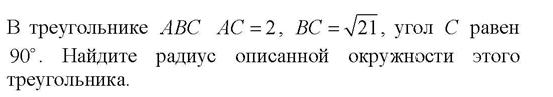 В треугольнике ABC AC = 2, BC = √21, угол C равен
90°. Найдите радиус описанной окружности этого
треугольника.